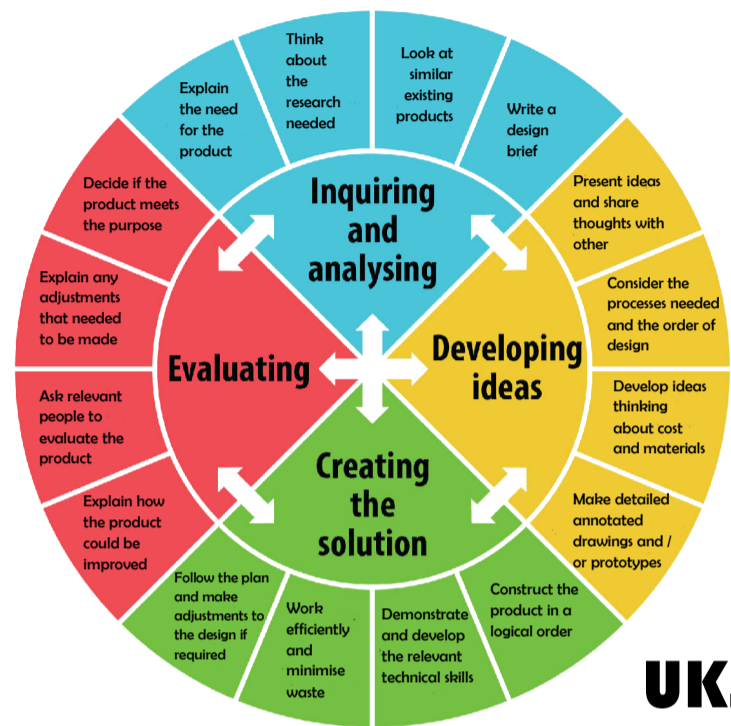 Explain
the need
for the
product
Think
about
the
research
needed
Look at
similar
existing
products
Write a
design
brief
Inquiring
and
analysing
Present ideas
and share
thoughts with
other
Consider the
processes needed
and the order of
design
Develop ideas
thinking
about cost
and materials
Make detailed
annotated
drawings and /
or prototypes
Developing
ideas
Construct the
product in a
logical order
Demonstrate
and develop
the relevant
technical skills
Work
efficiently
and
minimise
waste
Follow the plan
and make
adjustments to
the design if
required
Creating
the
solution
Explain how
the product
could be
improved
Ask relevant
people to
evaluate the
product
Explain any
adjustments
that needed
to be made
Decide if the
product meets
the purpose
Evaluating
UK.